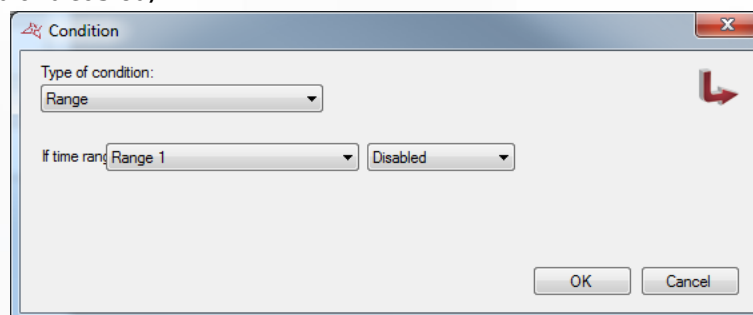 Condition
Type of condition:
Range
If time rang Range 1 Disabled
OK Cancel